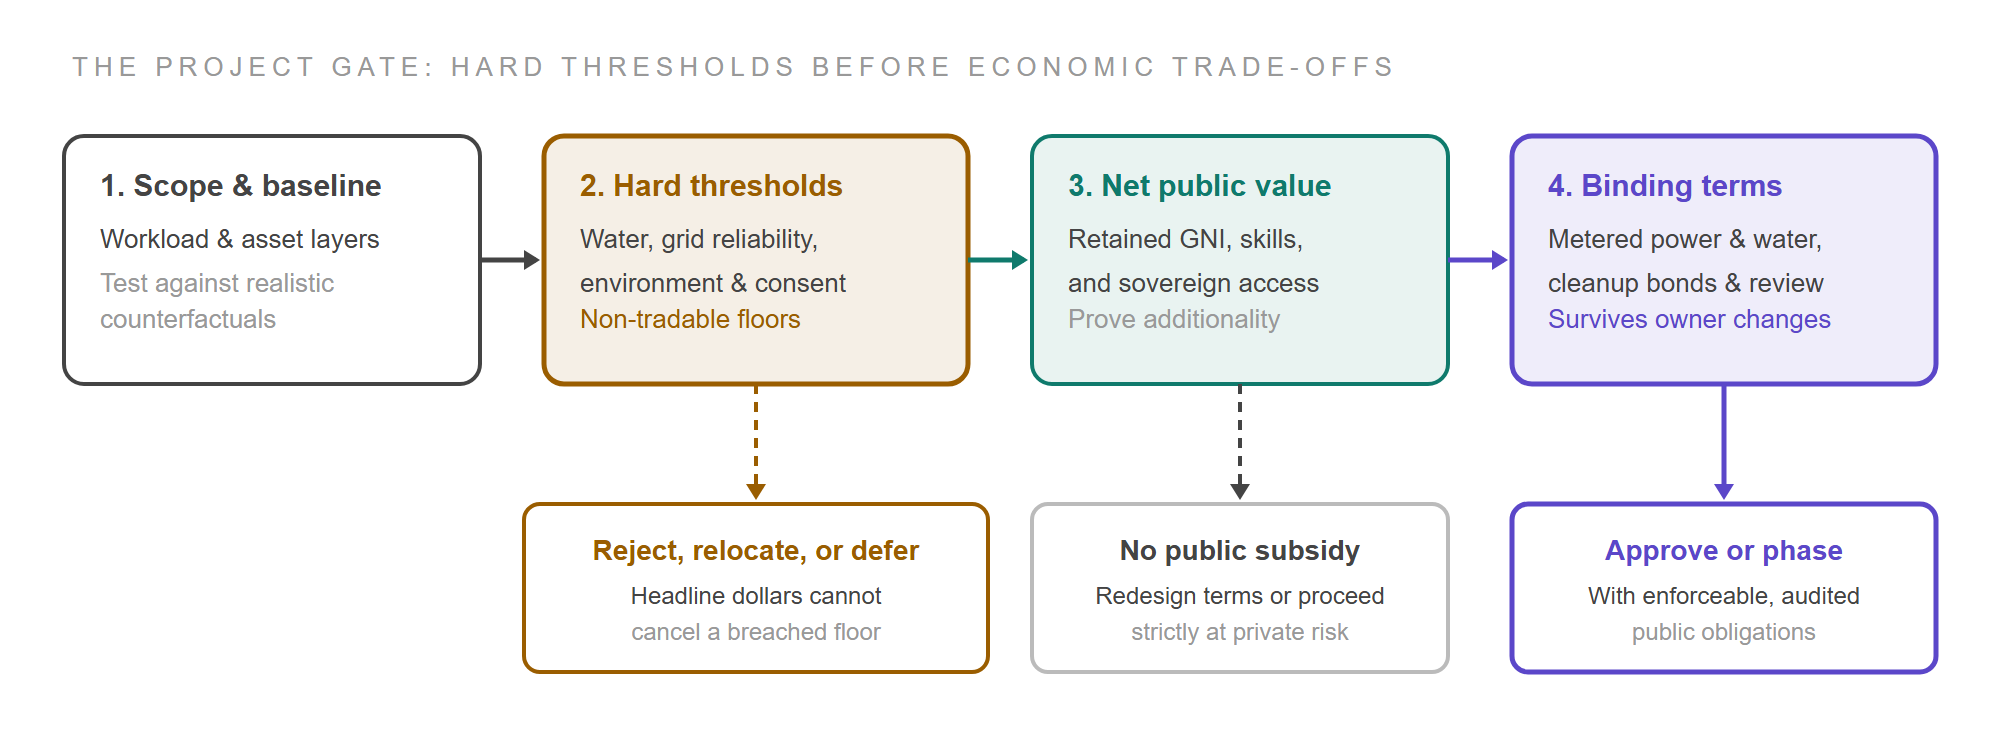 THE PROJECT GATE: HARD THRESHOLDS BEFORE ECONOMIC TRADE-OFFS
1. Scope & baseline
Workload & asset layers
Test against realistic
counterfactuals
2. Hard thresholds
Water, grid reliability,
environment & consent
Non-tradable floors
3. Net public value
Retained GNI, skills,
and sovereign access
Prove additionality
4. Binding terms
Metered power & water,
cleanup bonds & review
Survives owner changes
Reject, relocate, or defer
Headline dollars cannot
cancel a breached floor
No public subsidy
Redesign terms or proceed
strictly at private risk
Approve or phase
With enforceable, audited
public obligations